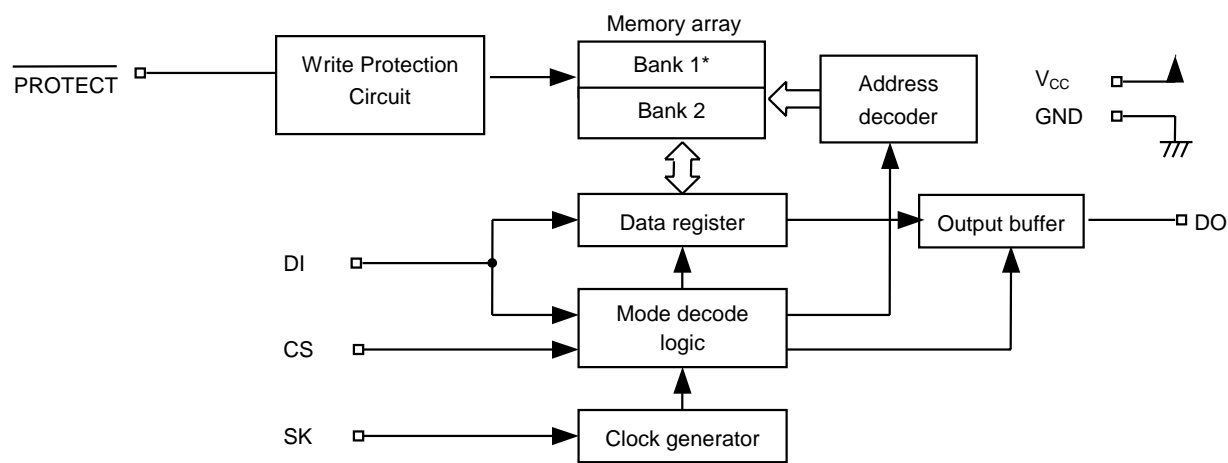 Memory array
PROTECT
Write Protection
Circuit
Bank 1*
Bank 2
Address
decoder
VCC
GND
Data register
Output buffer
DO
DI
Mode decode
logic
CS
SK
Clock generator